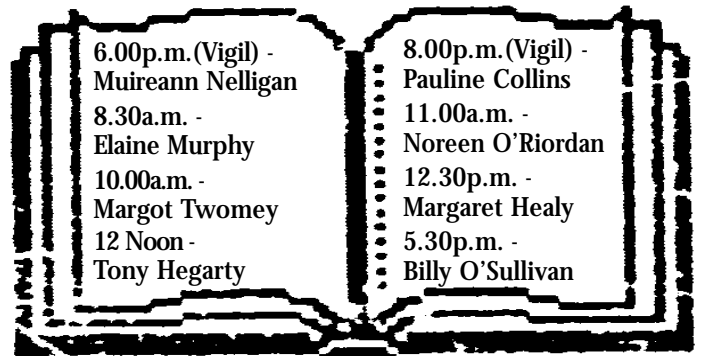 6.00p.m.(Vigil) -
Muireann Nelligan
8.30a.m. -
Elaine Murphy
10.00a.m. -
Margot Twomey
12 Noon -
Tony Hegarty
8.00p.m.(Vigil) -
Pauline Collins
11.00a.m. -
Noreen O'Riordan
12.30p.m. -
Margaret Healy
5.30p.m. -
Billy O'Sullivan